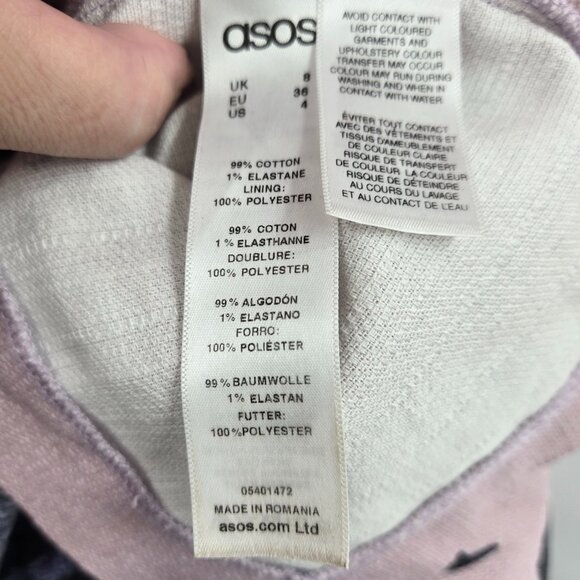 asos
UK 8
EU 36
US 4
99% COTTON
1% ELASTANE
LINING:
100% POLYESTER
99% COTON
1% ELASTHANNE
DOUBLURE:
100% POLYESTER
99% ALGODÓN
1% ELASTANO
FORRO:
100% POLIÉSTER
99% BAUMWOLLE
1% ELASTAN
FUTTER:
100%POLYESTER
05401472
MADE IN ROMANIA
asos.com Ltd
AVOID CONTACT WITH
LIGHT COLOURED
GARMENTS AND
UPHOLSTERY COLOUR
TRANSFER MAY OCCUR
COLOUR MAY RUN DURING
WASHING AND WHEN IN
CONTACT WITH WATER
ÉVITER TOUT CONTACT
AVEC DES VÊTEMENTS ET
TISSUS D'AMEUBLEMENT
DE COULEUR CLAIRE
RISQUE DE TRANSFERT
DE COULEUR LA COULEUR
RISQUE DE DÉTEINDRE
AU COURS DU LAVAGE
ET AU CONTACT DE L'EAU